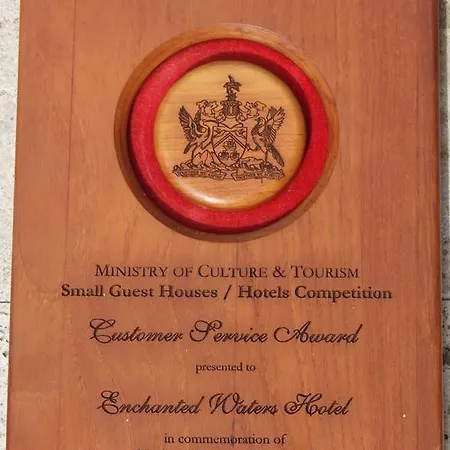 MINISTRY OF CULTURE & TOURISM
Small Guest Houses / Hotels Competition
Customer Service Award
presented to
Enchanted Waters Hotel
in commemoration of